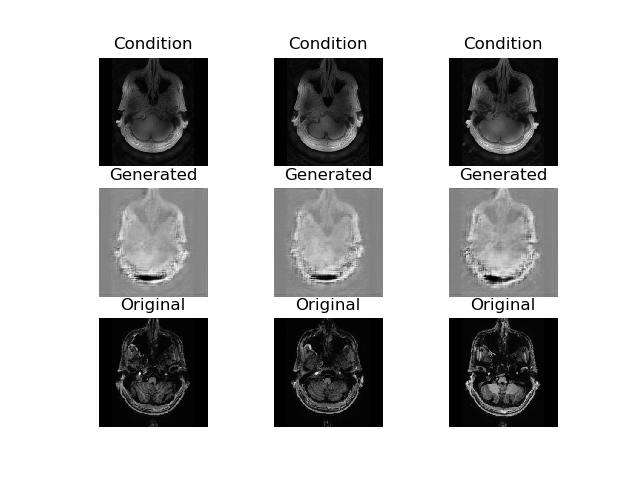 Condition Condition Condition
Generated Generated Generated
Original Original Original